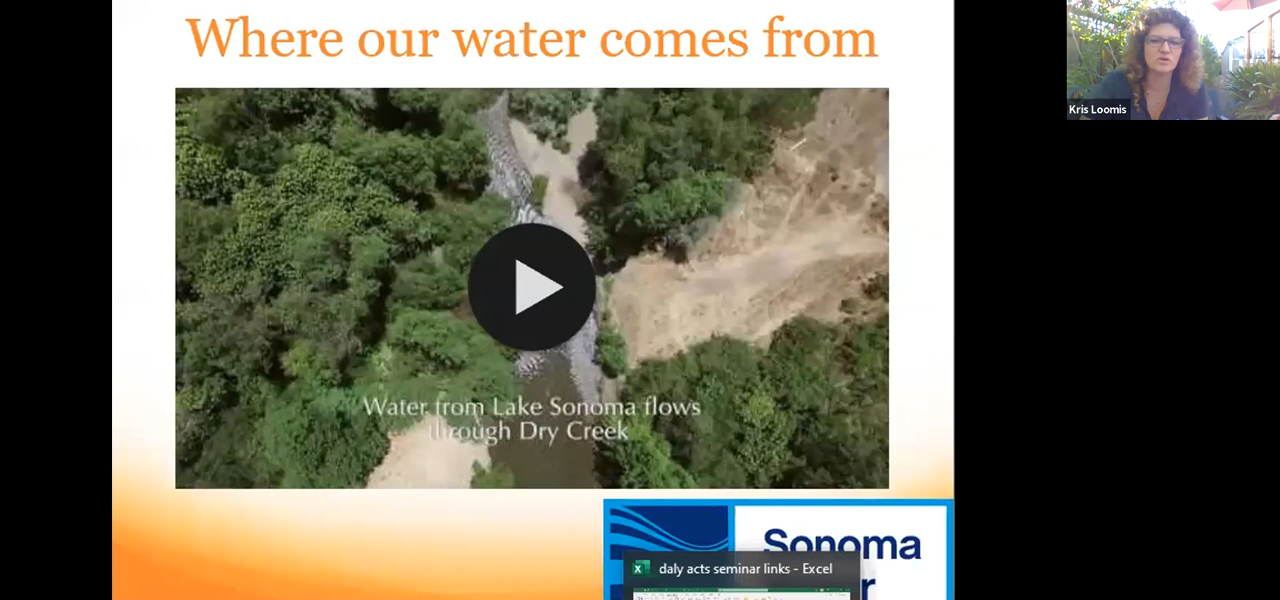 Where our water comes from
Kris Loomis
Water from Lake Sonoma flows
through Dry Creek
Sonoma
daly acts seminar links - Excel